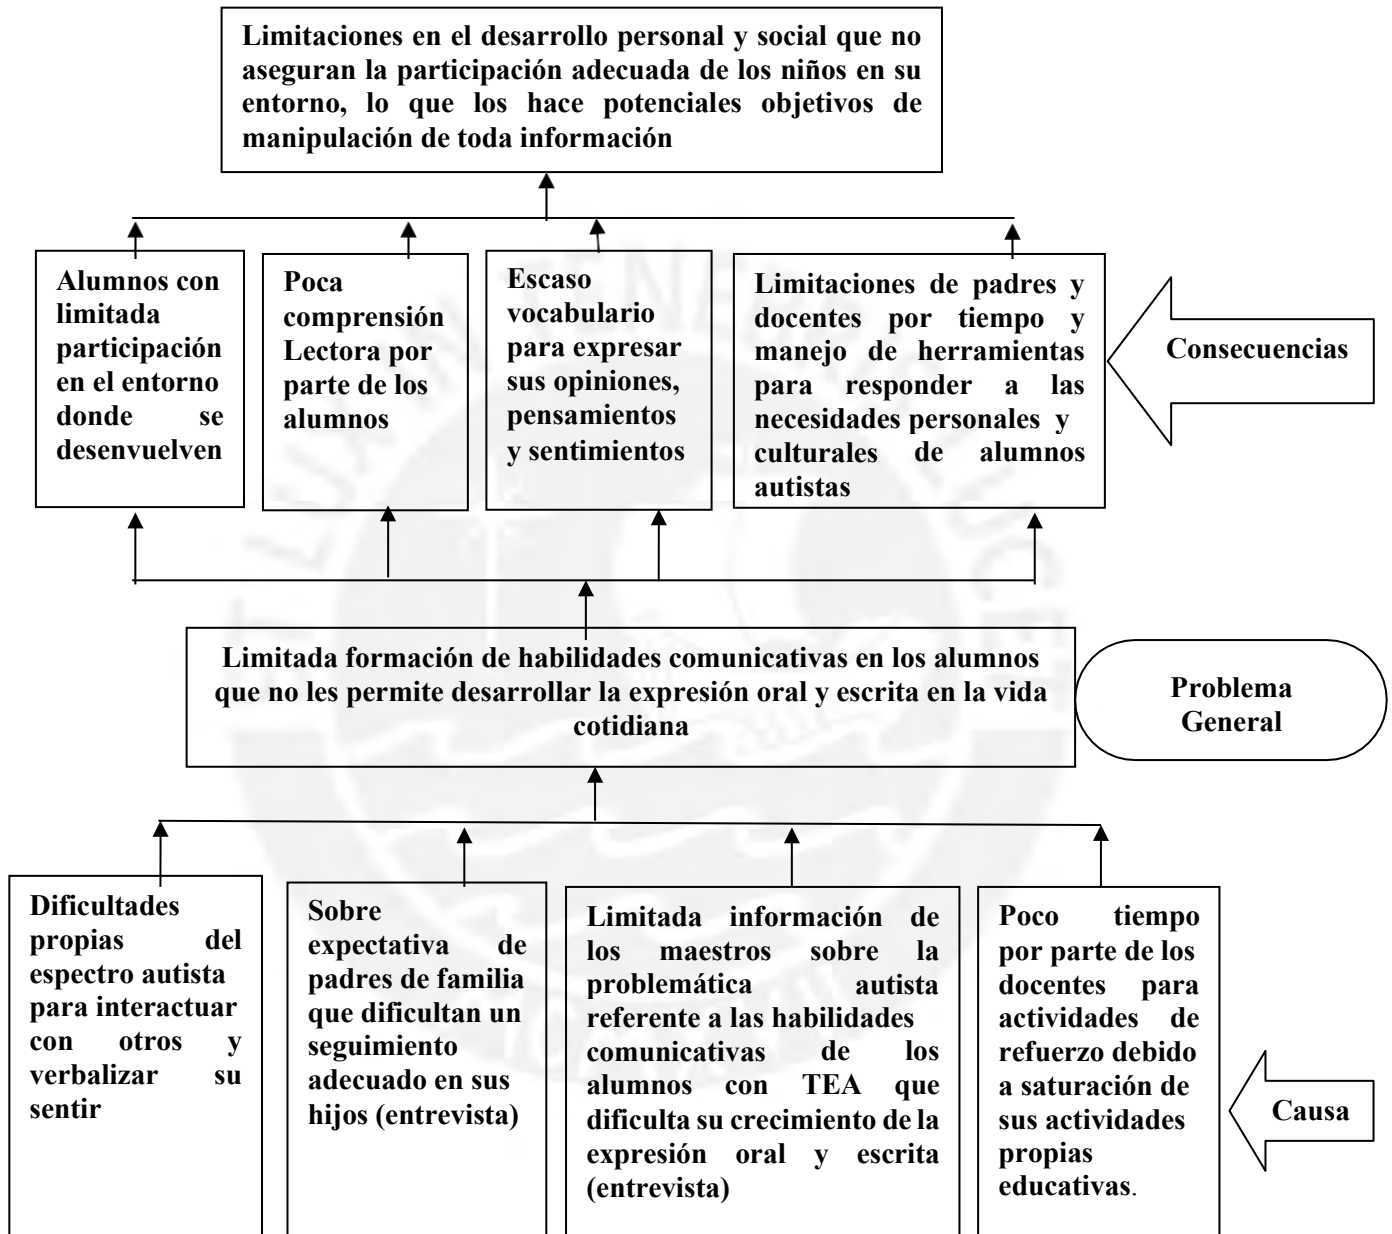 Limitaciones en el desarrollo personal y social que no
aseguran la participación adecuada de los niños en su
entorno, lo que los hace potenciales objetivos de
manipulación de toda información
Alumnos con
limitada
participación
en el entorno
donde se
desenvuelven
Poca
comprensión
Lectora por
parte de los
alumnos
Escaso
vocabulario
para expresar
sus opiniones,
pensamientos
y sentimientos
Limitaciones de padres y
docentes por tiempo y
manejo de herramientas
para responder a las
necesidades personales y
culturales de alumnos
autistas
Consecuencias
Limitada formación de habilidades comunicativas en los alumnos
que no les permite desarrollar la expresión oral y escrita en la vida
cotidiana
Problema
General
Dificultades
propias del
espectro autista
para interactuar
con otros y
verbalizar su
sentir
Sobre
expectativa de
padres de familia
que dificultan un
seguimiento
adecuado en sus
hijos (entrevista)
Limitada información de
los maestros sobre la
problemática autista
referente a las habilidades
comunicativas de los
alumnos con TEA que
dificulta su crecimiento de la
expresión oral y escrita
(entrevista)
Poco tiempo
por parte de los
docentes para
actividades de
refuerzo debido
a saturación de
sus actividades
propias
educativas.
Causa